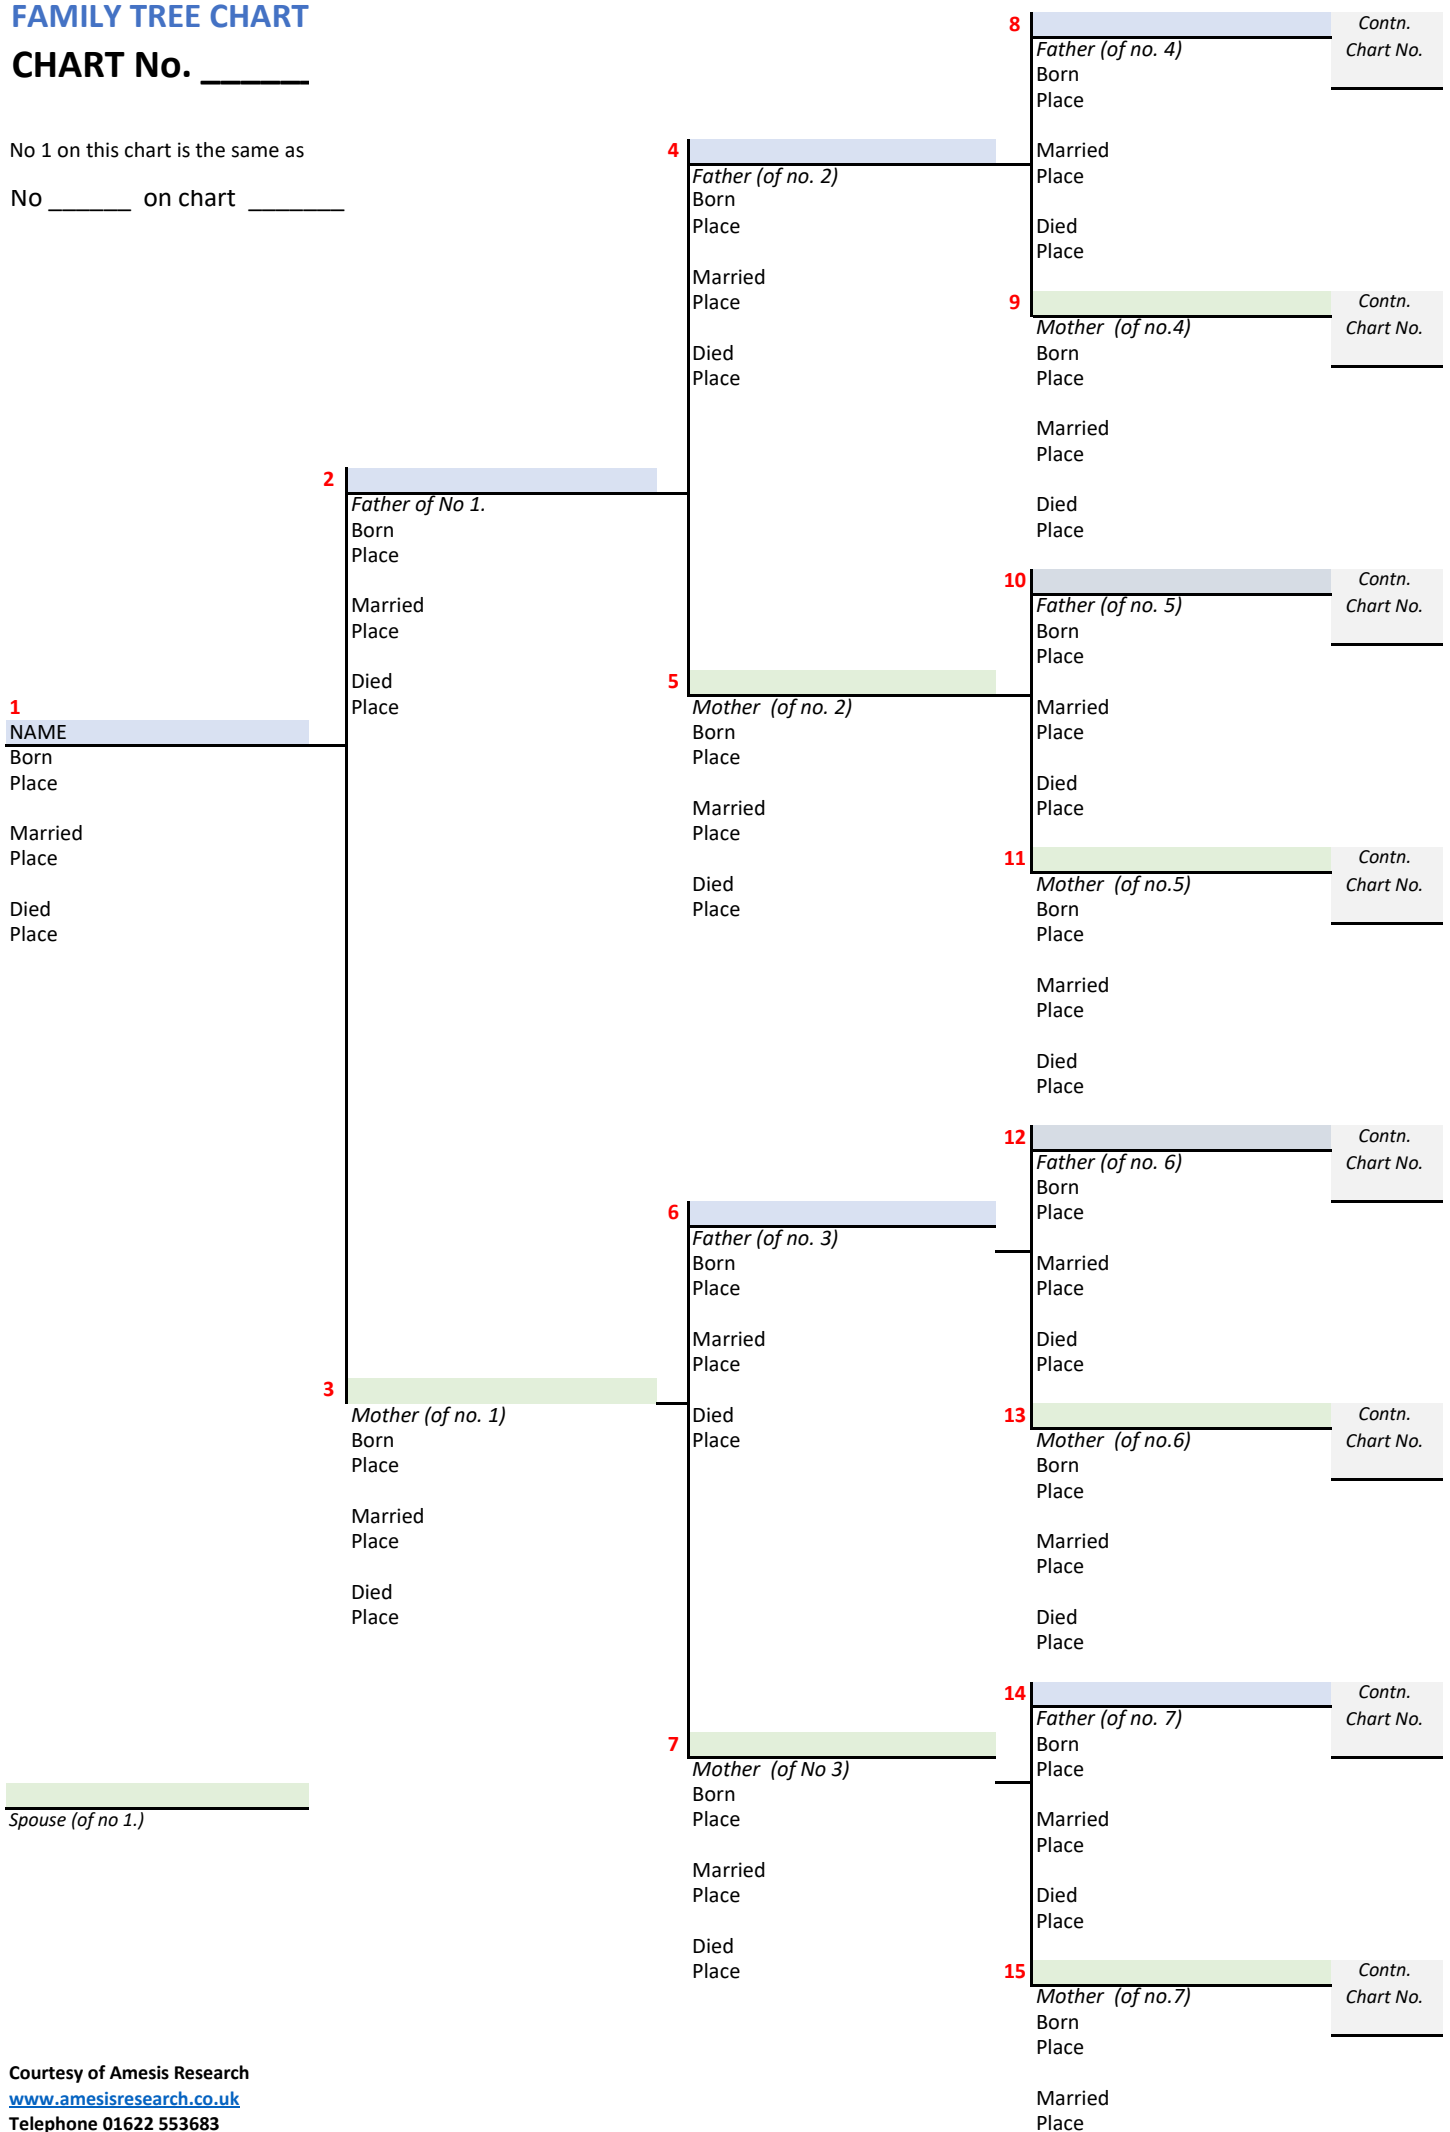 FAMILY TREE CHART
CHART No. ______
No 1 on this chart is the same as
No ______ on chart _______
1
NAME
Born
Place
Married
Place
Died
Place
Spouse (of no 1.)
2
Father of No 1.
Born
Place
Married
Place
Died
Place
3
Mother (of no. 1)
Born
Place
Married
Place
Died
Place
4
Father (of no. 2)
Born
Place
Married
Place
Died
Place
5
Mother (of no. 2)
Born
Place
Married
Place
Died
Place
6
Father (of no. 3)
Born
Place
Married
Place
Died
Place
7
Mother (of No 3)
Born
Place
Married
Place
Died
Place
8
Contn.
Father (of no. 4)
Chart No.
Born
Place
Married
Place
Died
Place
9
Contn.
Mother (of no.4)
Chart No.
Born
Place
Married
Place
Died
Place
10
Contn.
Father (of no. 5)
Chart No.
Born
Place
Married
Place
Died
Place
11
Contn.
Mother (of no.5)
Chart No.
Born
Place
Married
Place
Died
Place
12
Contn.
Father (of no. 6)
Chart No.
Born
Place
Married
Place
Died
Place
13
Contn.
Mother (of no.6)
Chart No.
Born
Place
Married
Place
Died
Place
14
Contn.
Father (of no. 7)
Chart No.
Born
Place
Married
Place
Died
Place
15
Contn.
Mother (of no.7)
Chart No.
Born
Place
Married
Place
Courtesy of Amesis Research
www.amesisresearch.co.uk
Telephone 01622 553683